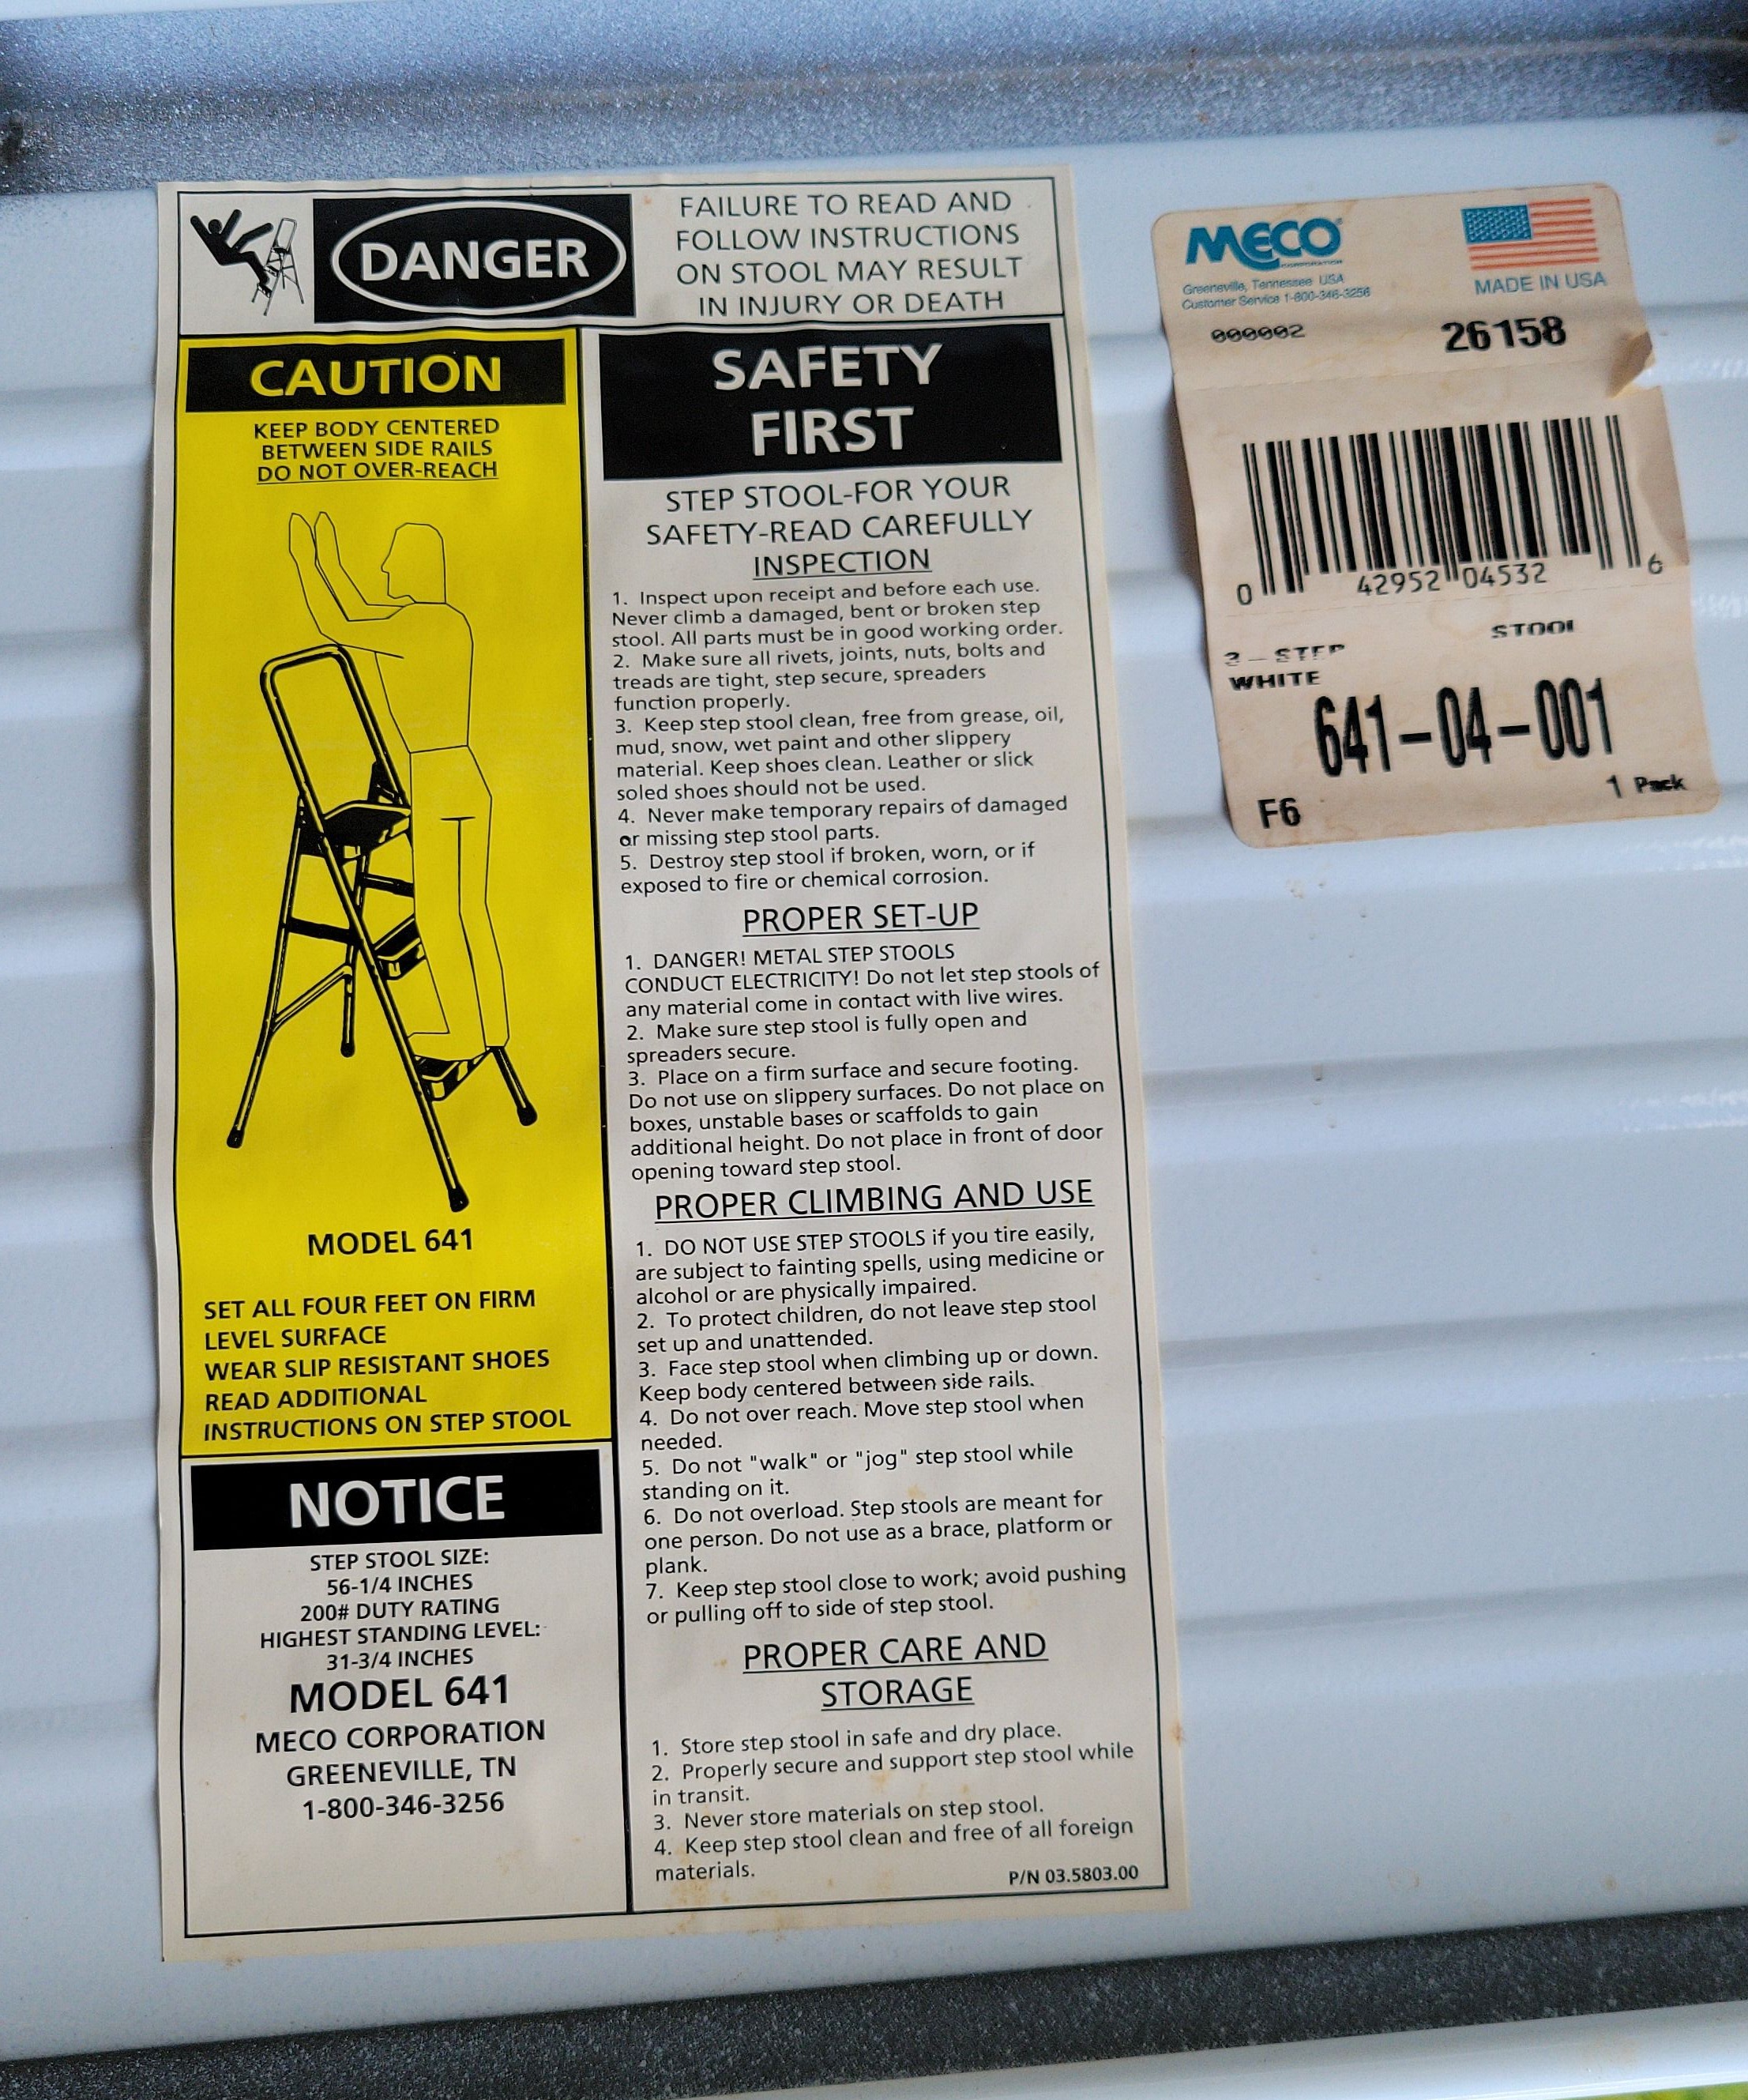 DANGER
FAILURE TO READ AND
FOLLOW INSTRUCTIONS
ON STOOL MAY RESULT
IN INJURY OR DEATH
CAUTION
KEEP BODY CENTERED
BETWEEN SIDE RAILS
DO NOT OVER-REACH
MODEL 641
SET ALL FOUR FEET ON FIRM
LEVEL SURFACE
WEAR SLIP RESISTANT SHOES
READ ADDITIONAL
INSTRUCTIONS ON STEP STOOL
NOTICE
STEP STOOL SIZE:
56-1/4 INCHES
200# DUTY RATING
HIGHEST STANDING LEVEL:
31-3/4 INCHES
MODEL 641
MECO CORPORATION
GREENEVILLE, TN
1-800-346-3256
SAFETY
FIRST
STEP STOOL-FOR YOUR
SAFETY-READ CAREFULLY
INSPECTION
1. Inspect upon receipt and before each use.
Never climb a damaged, bent or broken step
stool. All parts must be in good working order.
2. Make sure all rivets, joints, nuts, bolts and
treads are tight, step secure, spreaders
function properly.
3. Keep step stool clean, free from grease, oil,
mud, snow, wet paint and other slippery
material. Keep shoes clean. Leather or slick
soled shoes should not be used.
4. Never make temporary repairs of damaged
or missing step stool parts.
5. Destroy step stool if broken, worn, or if
exposed to fire or chemical corrosion.
PROPER SET-UP
1. DANGER! METAL STEP STOOLS
CONDUCT ELECTRICITY! Do not let step stools of
any material come in contact with live wires.
2. Make sure step stool is fully open and
spreaders secure.
3. Place on a firm surface and secure footing.
Do not use on slippery surfaces. Do not place on
boxes, unstable bases or scaffolds to gain
additional height. Do not place in front of door
opening toward step stool.
PROPER CLIMBING AND USE
1. DO NOT USE STEP STOOLS if you tire easily,
are subject to fainting spells, using medicine or
alcohol or are physically impaired.
2. To protect children, do not leave step stool
set up and unattended.
3. Face step stool when climbing up or down.
Keep body centered between side rails.
4. Do not over reach. Move step stool when
needed.
5. Do not "walk" or "jog" step stool while
standing on it.
6. Do not overload. Step stools are meant for
one person. Do not use as a brace, platform or
plank.
7. Keep step stool close to work; avoid pushing
or pulling off to side of step stool.
PROPER CARE AND
STORAGE
1. Store step stool in safe and dry place.
2. Properly secure and support step stool while
in transit.
3. Never store materials on step stool.
4. Keep step stool clean and free of all foreign
materials.
P/N 03.5803.00
MECO
CORPORATION
Greeneville, Tennessee USA
Customer Service 1-800-346-3256
MADE IN USA
000002
26158
0 42952 04532 6
3-STEP STOOL
WHITE
641-04-001
F6
1 Pack